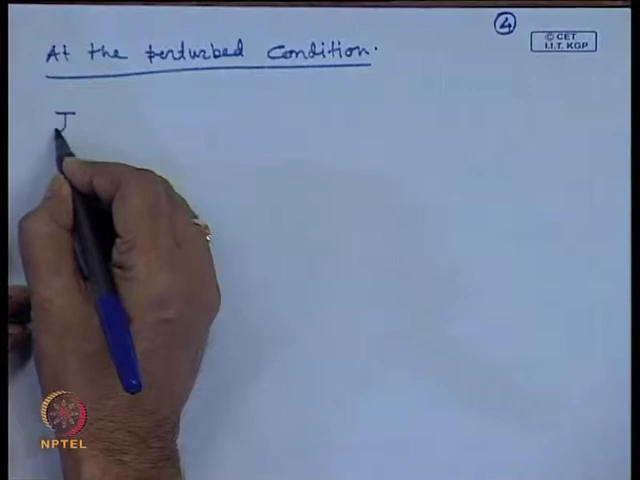 4
© CET
I.I.T. KGP
At the perturbed Condition.
J
NPTEL